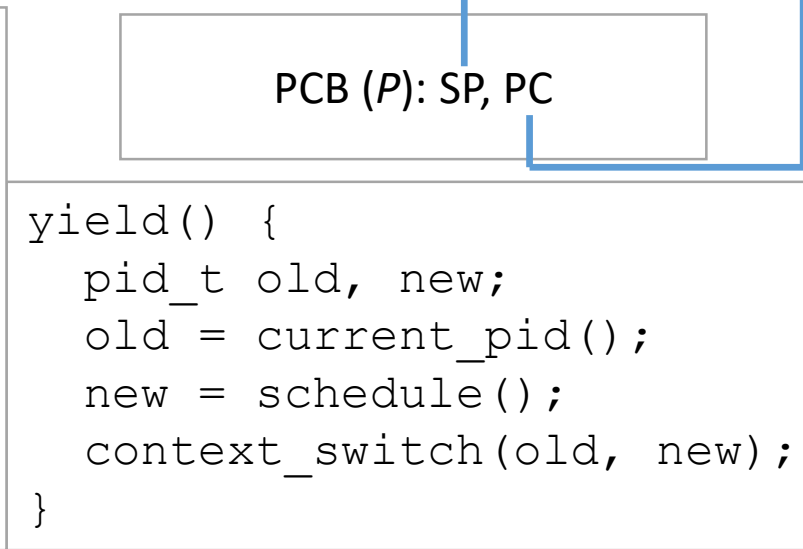 PCB (P): SP, PC
yield() {
  pid_t old, new;
  old = current_pid();
  new = schedule();
  context_switch(old, new);
}